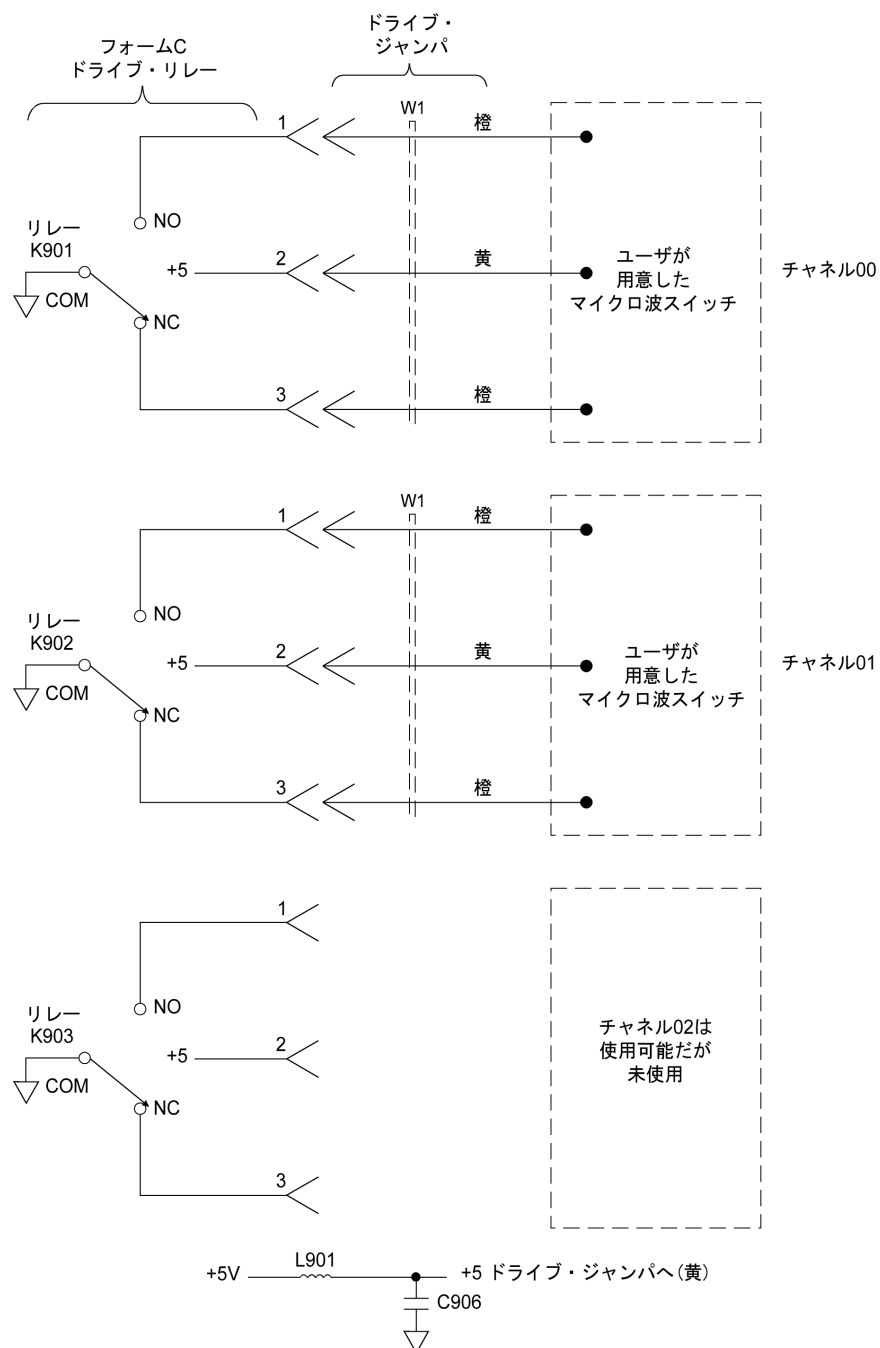 フォームC
ドライブ・リレー
ドライブ・
ジャンパ
W1
1
橙
NO
リレー
K901
COM
+5
2
黄
NC
3
橙
ユーザが
用意した
マイクロ波スイッチ
チャネル00
W1
1
橙
NO
リレー
K902
COM
+5
2
黄
NC
3
橙
ユーザが
用意した
マイクロ波スイッチ
チャネル01
1
NO
リレー
K903
COM
+5
2
NC
3
チャネル02は
使用可能だが
未使用
+5V
L901
+5 ドライブ・ジャンパへ(黄)
C906